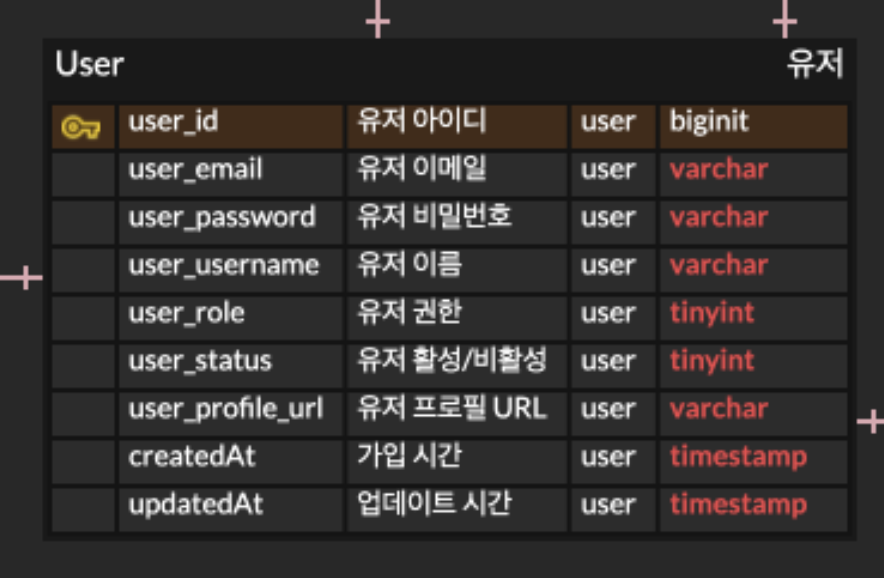 User 유저
user_id 유저 아이디 user biginit
user_email 유저 이메일 user varchar
user_password 유저 비밀번호 user varchar
user_username 유저 이름 user varchar
user_role 유저 권한 user tinyint
user_status 유저 활성/비활성 user tinyint
user_profile_url 유저 프로필 URL user varchar
createdAt 가입 시간 user timestamp
updatedAt 업데이트 시간 user timestamp